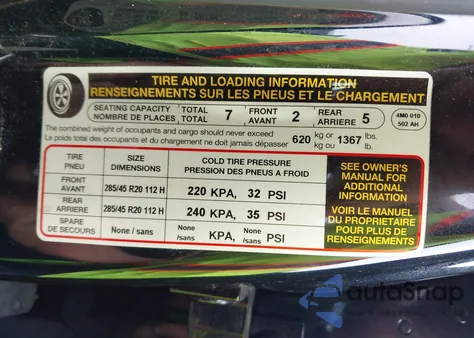 TIRE AND LOADING INFORMATION
RENSEIGNEMENTS SUR LES PNEUS ET LE CHARGEMENT
SEATING CAPACITY TOTAL 7 FRONT 2 REAR 5
NOMBRE DE PLACES TOTAL AVANT ARRIERE
4M0 010
502 AH
The combined weight of occupants and cargo should never exceed 620 kg or 1367 lbs.
Le poids total des occupants et du chargement ne doit jamais dépasser kg ou lb.
TIRE
PNEU
SIZE
DIMENSIONS
COLD TIRE PRESSURE
PRESSION DES PNEUS A FROID
FRONT
AVANT
285/45 R20 112 H
220 KPA, 32 PSI
REAR
ARRIERE
285/45 R20 112 H
240 KPA, 35 PSI
SPARE
DE SECOURS
None / sans
None /sans KPA, None /sans PSI
SEE OWNER'S
MANUAL FOR
ADDITIONAL
INFORMATION
VOIR LE MANUEL
DU PROPRIETAIRE
POUR PLUS DE
RENSEIGNEMENTS
autoSnap